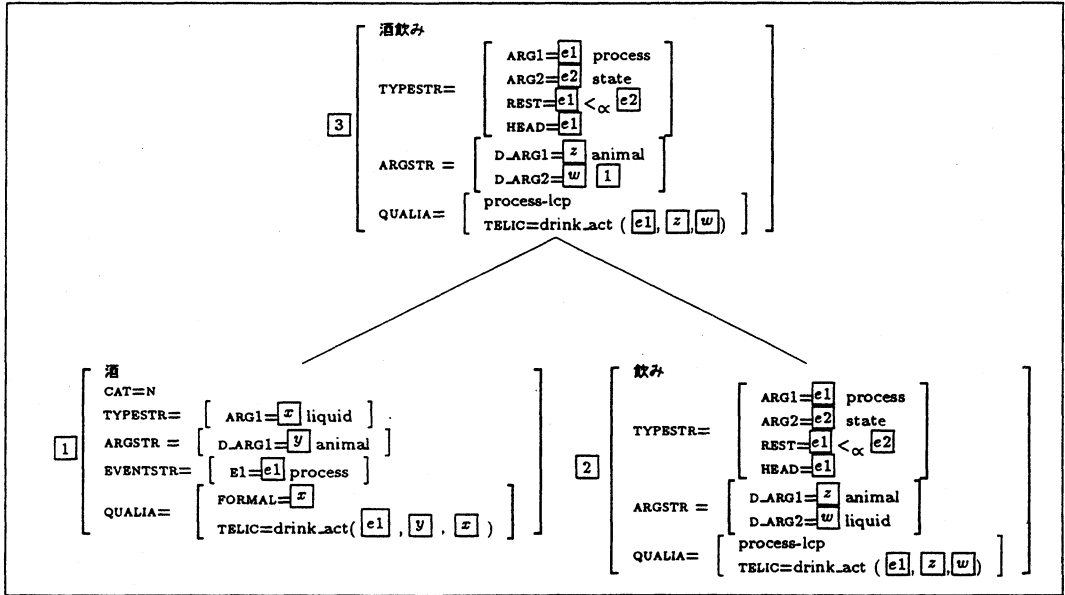 酒飲み
TYPESTR=
ARG1=e1 process
ARG2=e2 state
REST=e1 <∝ e2
HEAD=e1
3
ARGSTR =
D_ARG1=z animal
D_ARG2=w 1
QUALIA=
process-lcp
TELIC=drink_act (e1, z,w)
1
酒
CAT=N
TYPESTR= [ ARG1=x liquid ]
ARGSTR = [ D_ARG1=y animal ]
EVENTSTR= [ E1=e1 process ]
QUALIA=
FORMAL=x
TELIC=drink_act(e1 , y , x )
2
飲み
TYPESTR=
ARG1=e1 process
ARG2=e2 state
REST=e1 <∝ e2
HEAD=e1
ARGSTR =
D_ARG1=z animal
D_ARG2=w liquid
QUALIA=
process-lcp
TELIC=drink_act (e1, z,w)